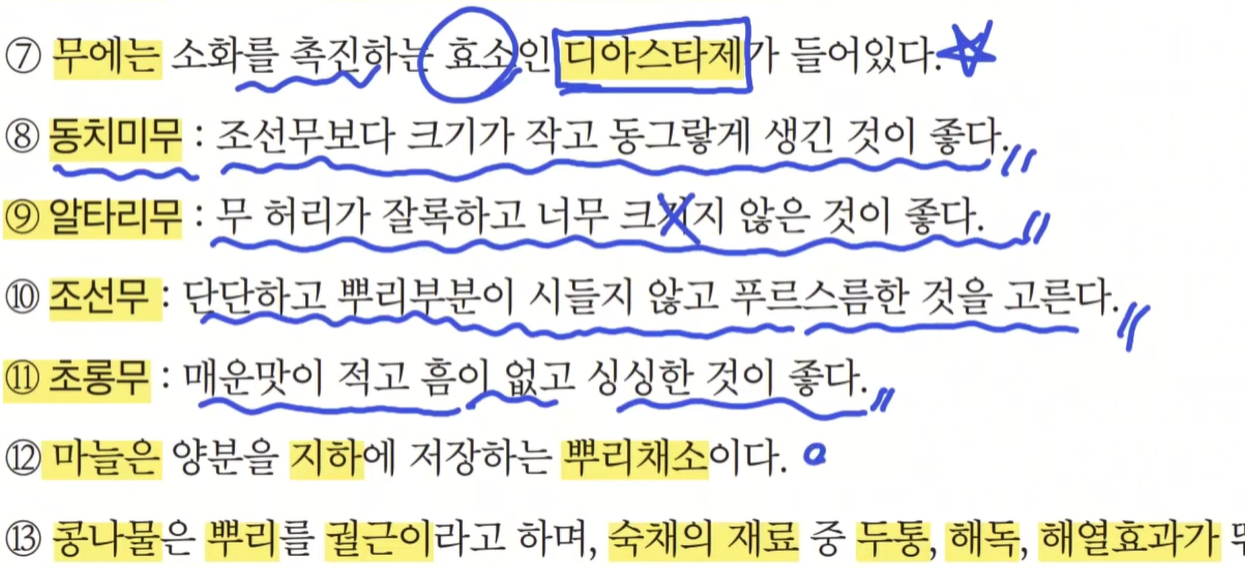 ⑦ 무에는 소화를 촉진하는 효소인 디아스타제가 들어있다.
⑧ 동치미무 : 조선무보다 크기가 작고 동그랗게 생긴 것이 좋다.
⑨ 알타리무 : 무 허리가 잘록하고 너무 크지 않은 것이 좋다.
⑩ 조선무 : 단단하고 뿌리부분이 시들지 않고 푸르스름한 것을 고른다.
⑪ 초롱무 : 매운맛이 적고 흠이 없고 싱싱한 것이 좋다.
⑫ 마늘은 양분을 지하에 저장하는 뿌리채소이다.
⑬ 콩나물은 뿌리를 궐근이라고 하며, 숙채의 재료 중 두통, 해독, 해열효과가